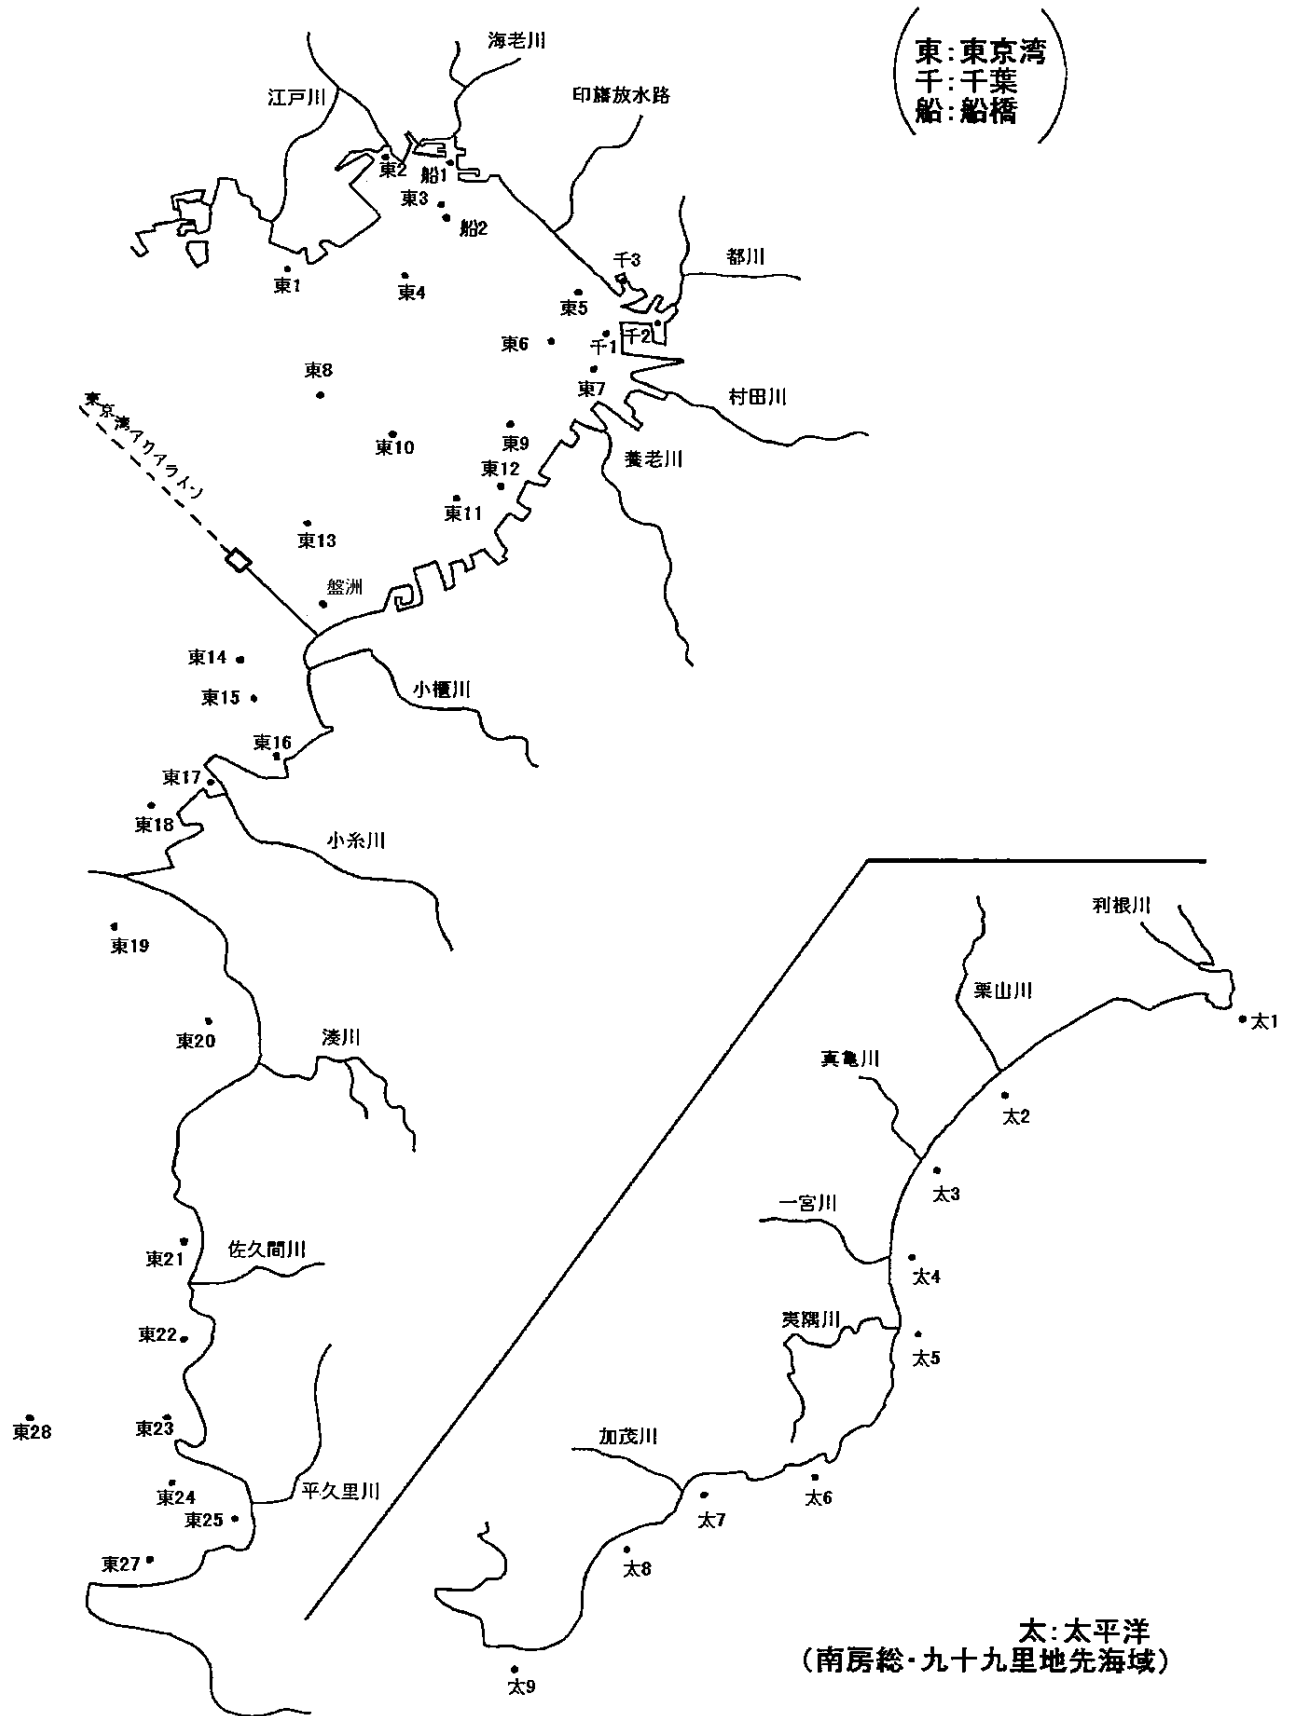 東:東京湾
千:千葉
船:船橋
海老川
江戸川
印旛放水路
東2
船1
東3
船2
都川
千3
東1
東4
東5
千2
東6
千1
東8
東7
村田川
東京湾アクアライン
東10
東9
養老川
東12
東11
東13
盤洲
東14
東15
小櫃川
東16
東17
東18
小糸川
東19
利根川
栗山川
太1
東20
湊川
真亀川
太2
太3
一宮川
東21
佐久間川
太4
東22
夷隅川
太5
東28
東23
加茂川
東24
平久里川
太6
東25
太7
東27
太8
太:太平洋
(南房総・九十九里地先海域)
太9